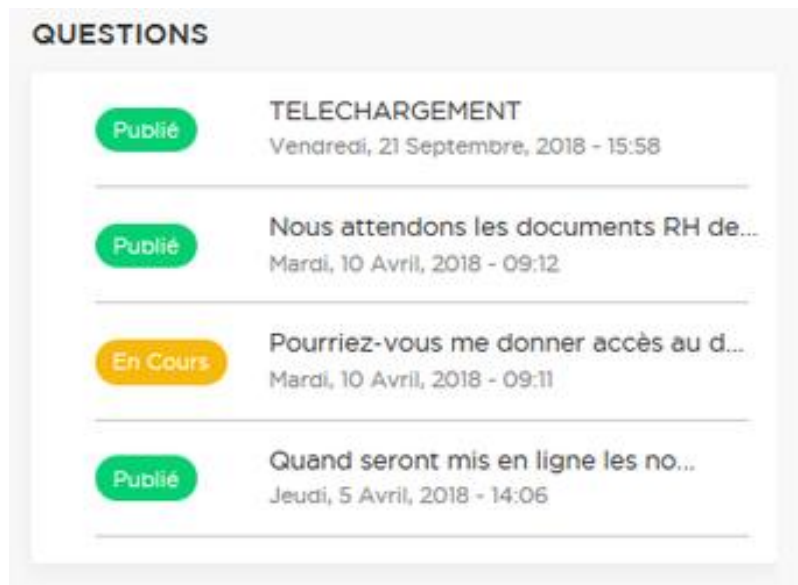 QUESTIONS
Publié
TELECHARGEMENT
Vendredi, 21 Septembre, 2018 - 15:58
Publié
Nous attendons les documents RH de...
Mardi, 10 Avril, 2018 - 09:12
En Cours
Pourriez-vous me donner accès au d...
Mardi, 10 Avril, 2018 - 09:11
Publié
Quand seront mis en ligne les no...
Jeudi, 5 Avril, 2018 - 14:06